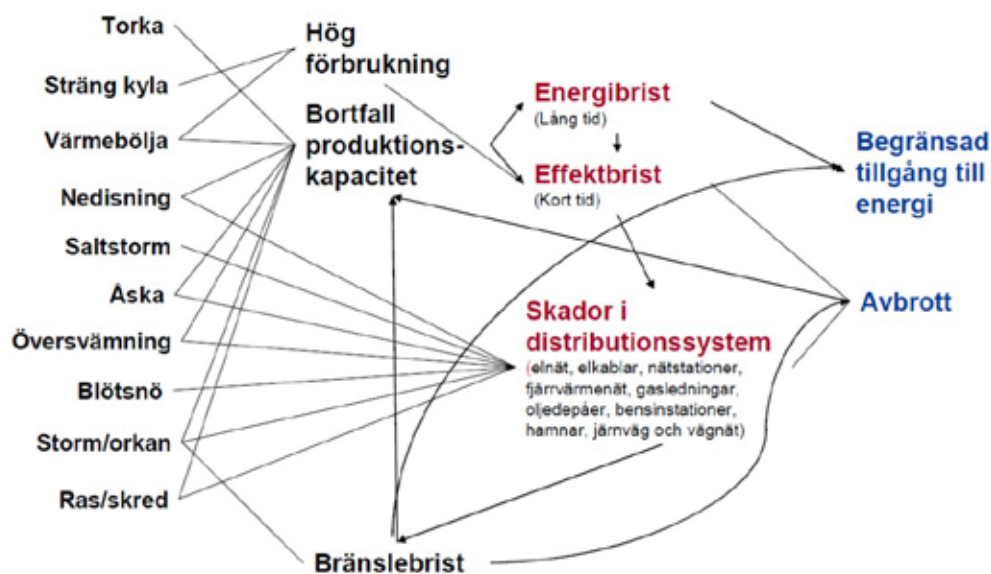 Torka
Sträng kyla
Värmebölja
Nedisning
Saltstorm
Åska
Översvämning
Blötsnö
Storm/orkan
Ras/skred
Hög
förbrukning
Bortfall
produktions-
kapacitet
Bränslebrist
Energibrist
(Lång tid)
Effektbrist
(Kort tid)
Skador i
distributionssystem
(elnät, elkablar, nätstationer,
fjärrvärmenät, gasledningar,
oljedepåer, bensinstationer,
hamnar, järnväg och vägnät)
Begränsad
tillgång till
energi
Avbrott